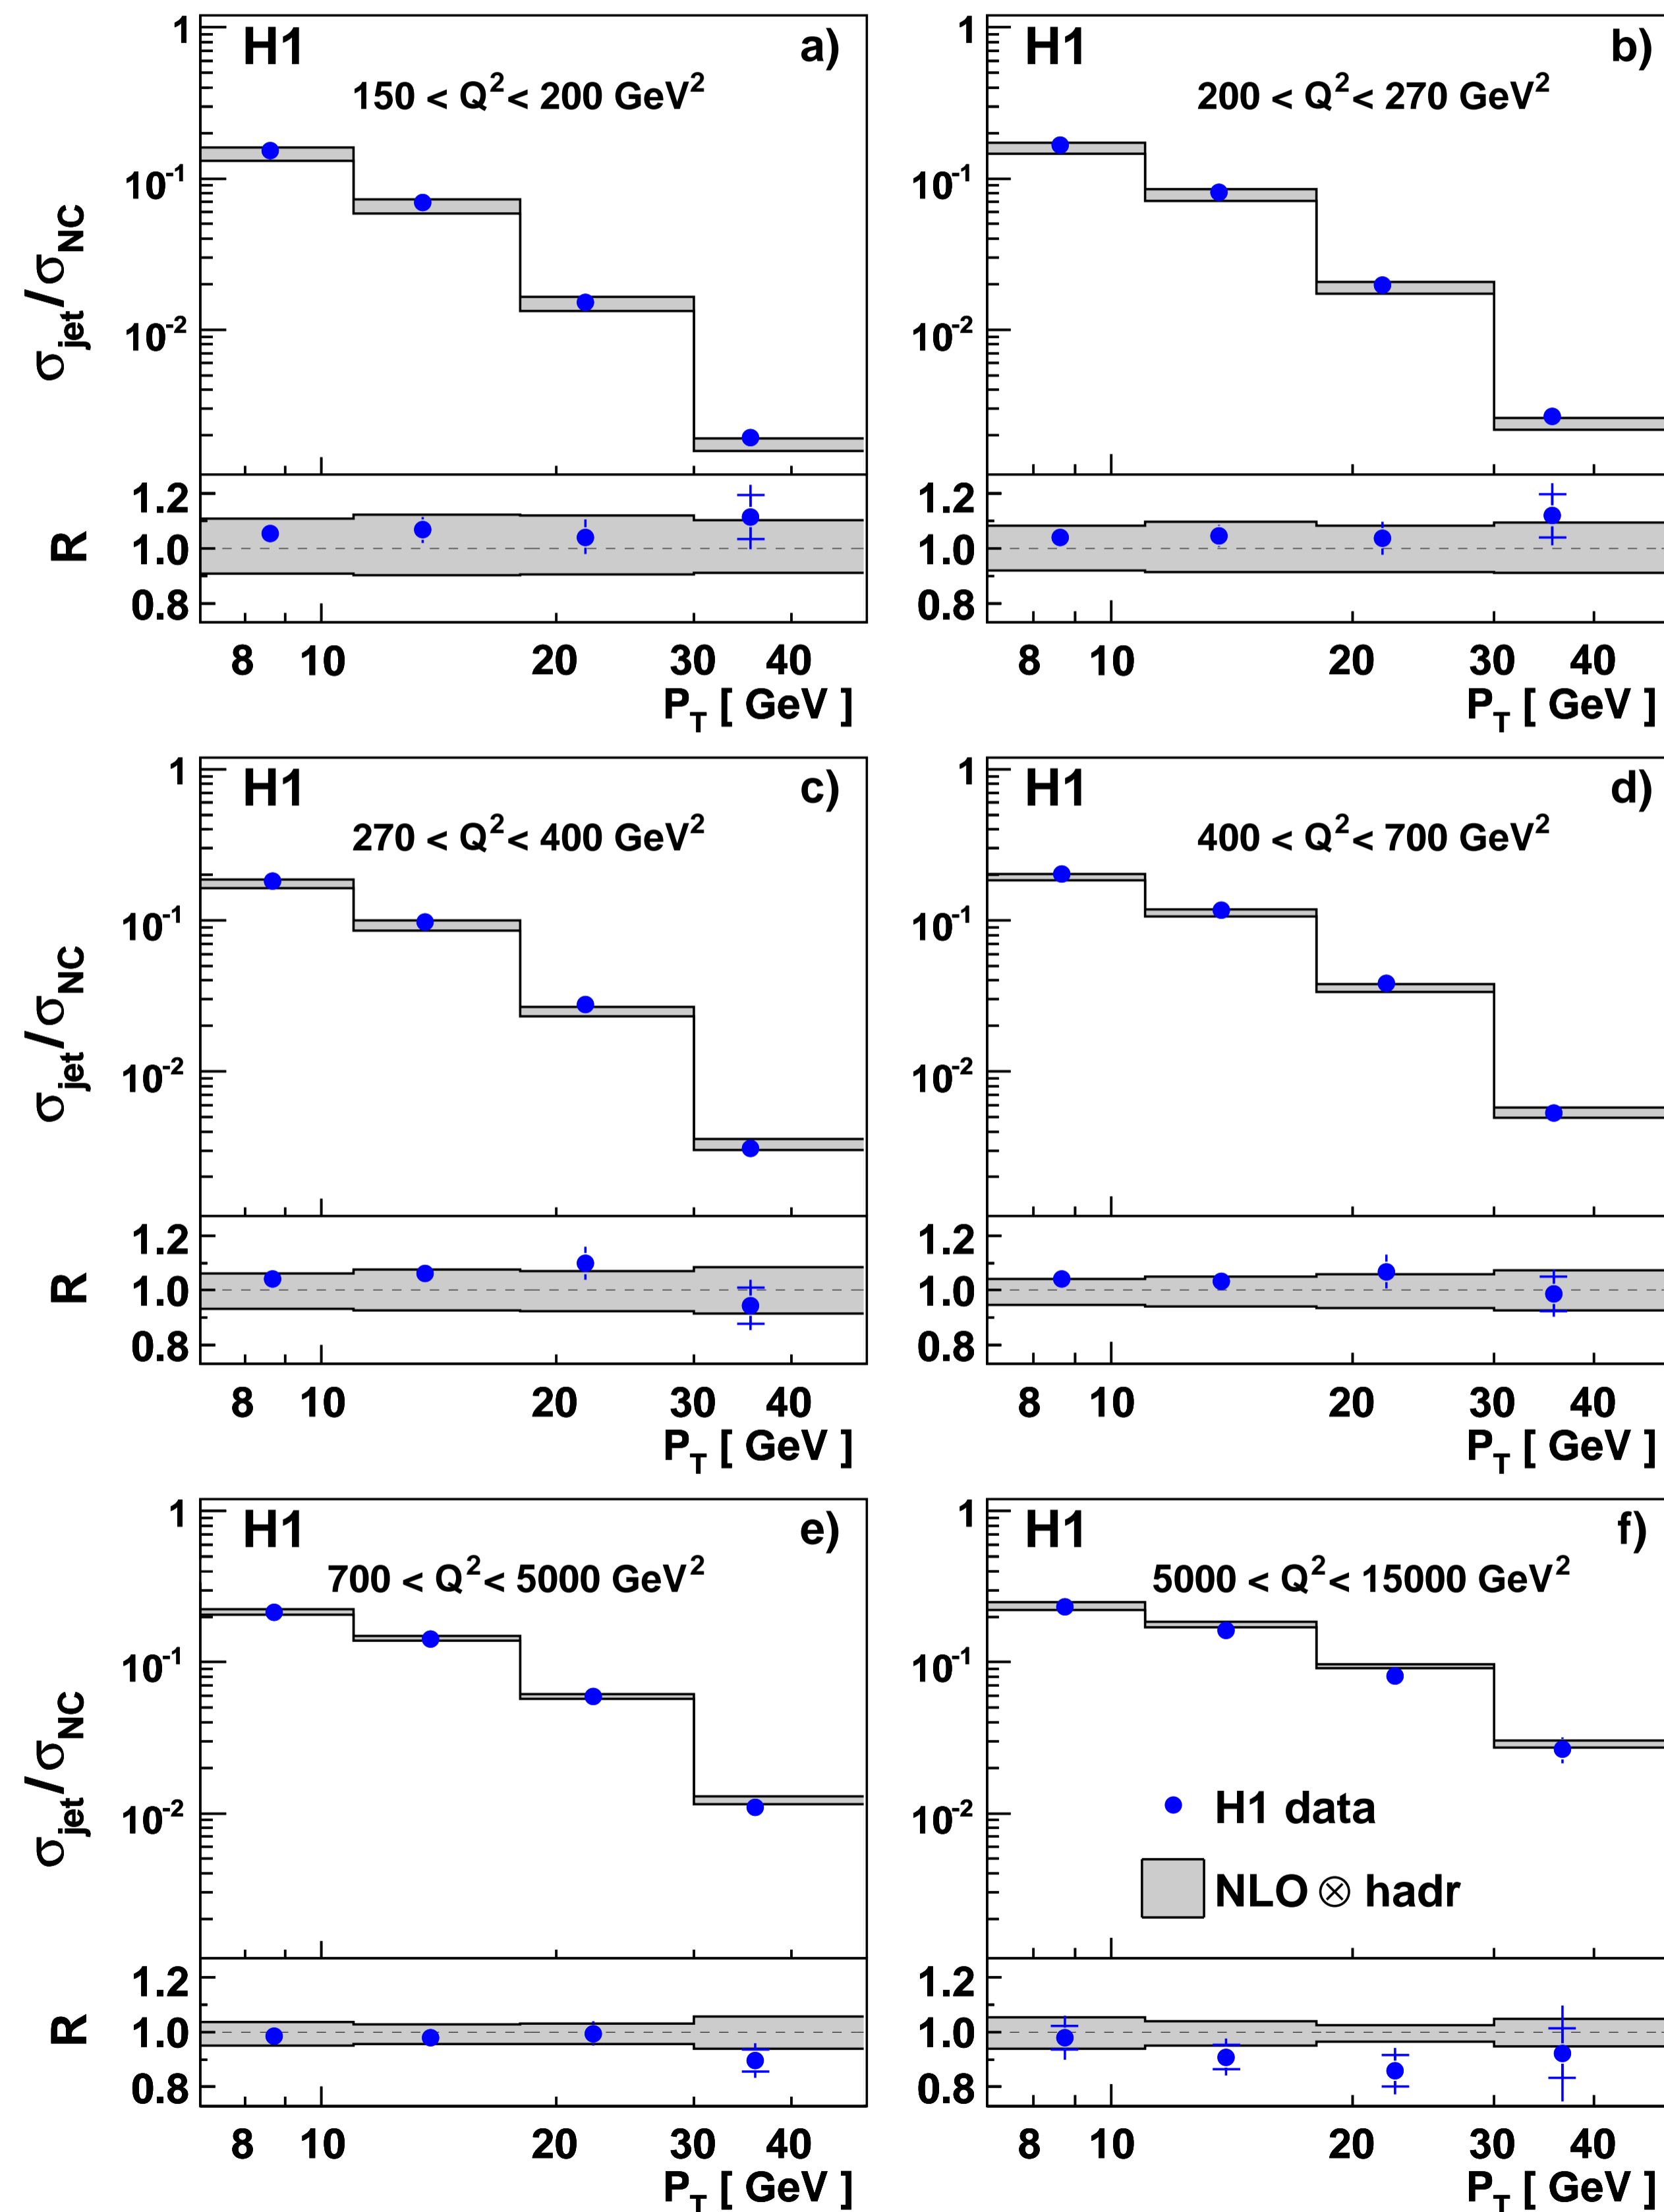 H1 a)
150 < Q² < 200 GeV²
1
10⁻¹
10⁻²
σjet/σNC
1.2
1.0
0.8
R
8 10 20 30 40
PT [ GeV ]
H1 b)
200 < Q² < 270 GeV²
1
10⁻¹
10⁻²
1.2
1.0
0.8
8 10 20 30 40
PT [ GeV ]
H1 c)
270 < Q² < 400 GeV²
1
10⁻¹
10⁻²
σjet/σNC
1.2
1.0
0.8
R
8 10 20 30 40
PT [ GeV ]
H1 d)
400 < Q² < 700 GeV²
1
10⁻¹
10⁻²
1.2
1.0
0.8
8 10 20 30 40
PT [ GeV ]
H1 e)
700 < Q² < 5000 GeV²
1
10⁻¹
10⁻²
σjet/σNC
1.2
1.0
0.8
R
8 10 20 30 40
PT [ GeV ]
H1 f)
5000 < Q² < 15000 GeV²
1
10⁻¹
10⁻²
H1 data
NLO ⊗ hadr
1.2
1.0
0.8
8 10 20 30 40
PT [ GeV ]